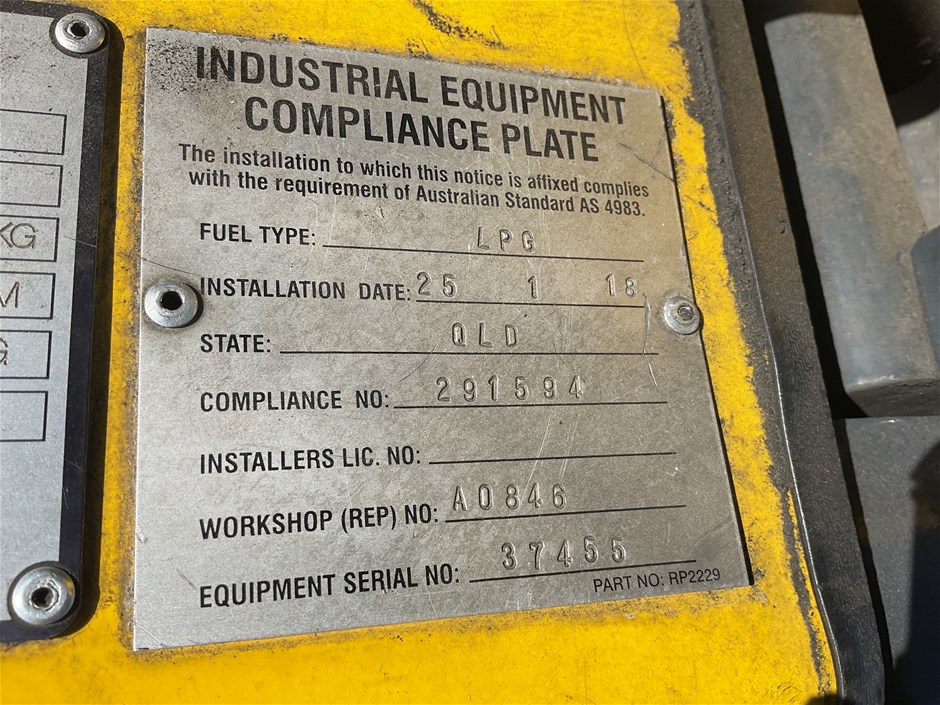 INDUSTRIAL EQUIPMENT
COMPLIANCE PLATE
The installation to which this notice is affixed complies
with the requirement of Australian Standard AS 4983.
FUEL TYPE: LPG
INSTALLATION DATE: 25 1 18
STATE: QLD
COMPLIANCE NO: 291594
INSTALLERS LIC. NO:
WORKSHOP (REP) NO: A0846
EQUIPMENT SERIAL NO: 37455
PART NO: RP2229
KG
M
G